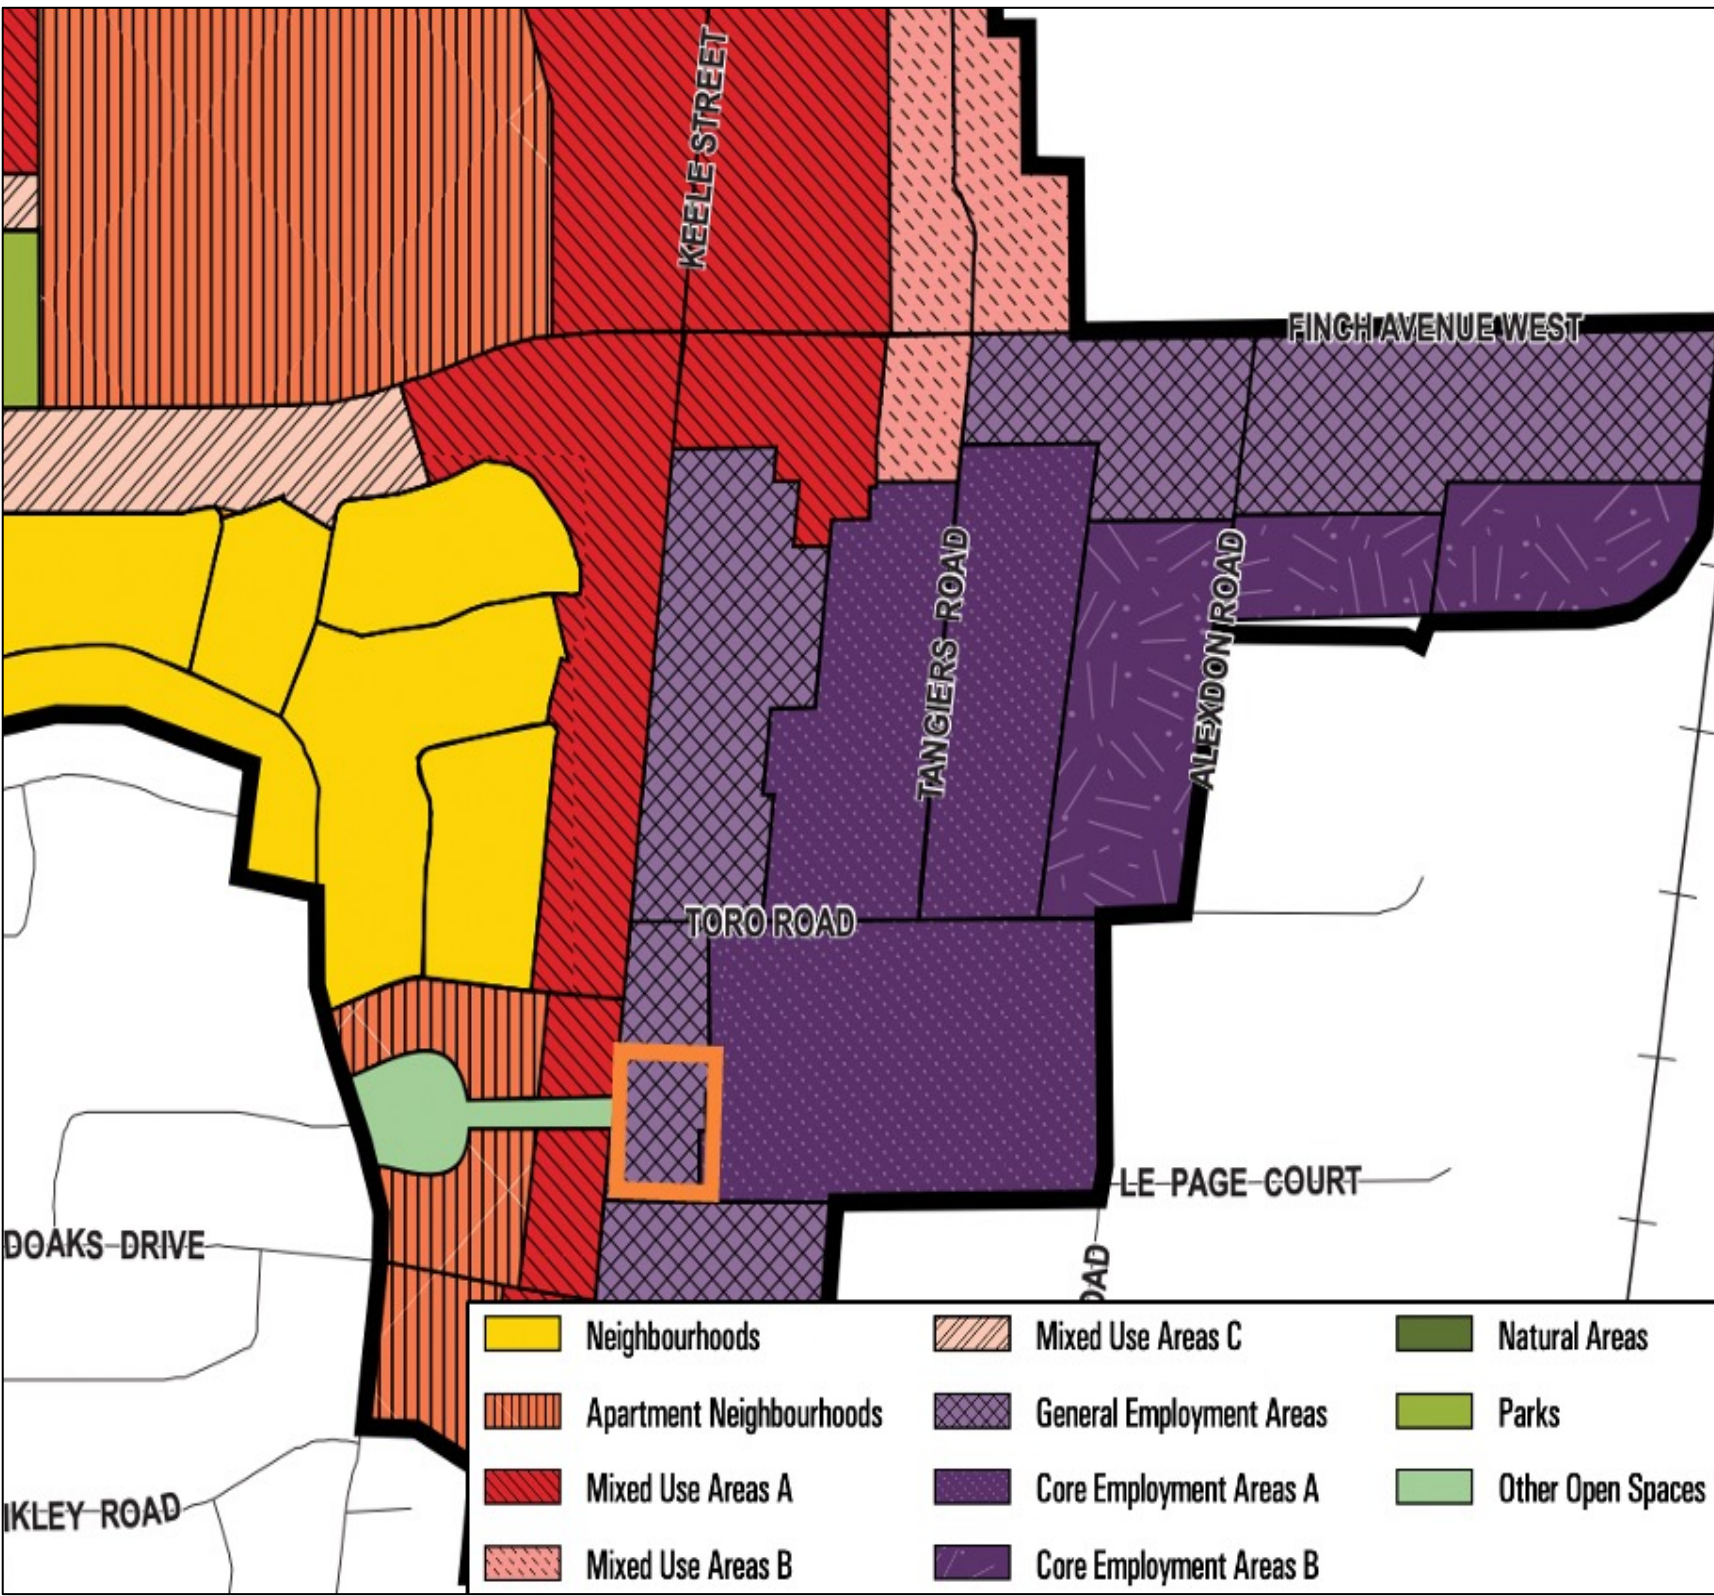 KEELE STREET
FINCH AVENUE WEST
TANGIERS ROAD
ALEXDON ROAD
TORO ROAD
LE PAGE COURT
DOAKS DRIVE
OAD
IKLEY ROAD
Neighbourhoods
Apartment Neighbourhoods
Mixed Use Areas A
Mixed Use Areas B
Mixed Use Areas C
General Employment Areas
Core Employment Areas A
Core Employment Areas B
Natural Areas
Parks
Other Open Spaces